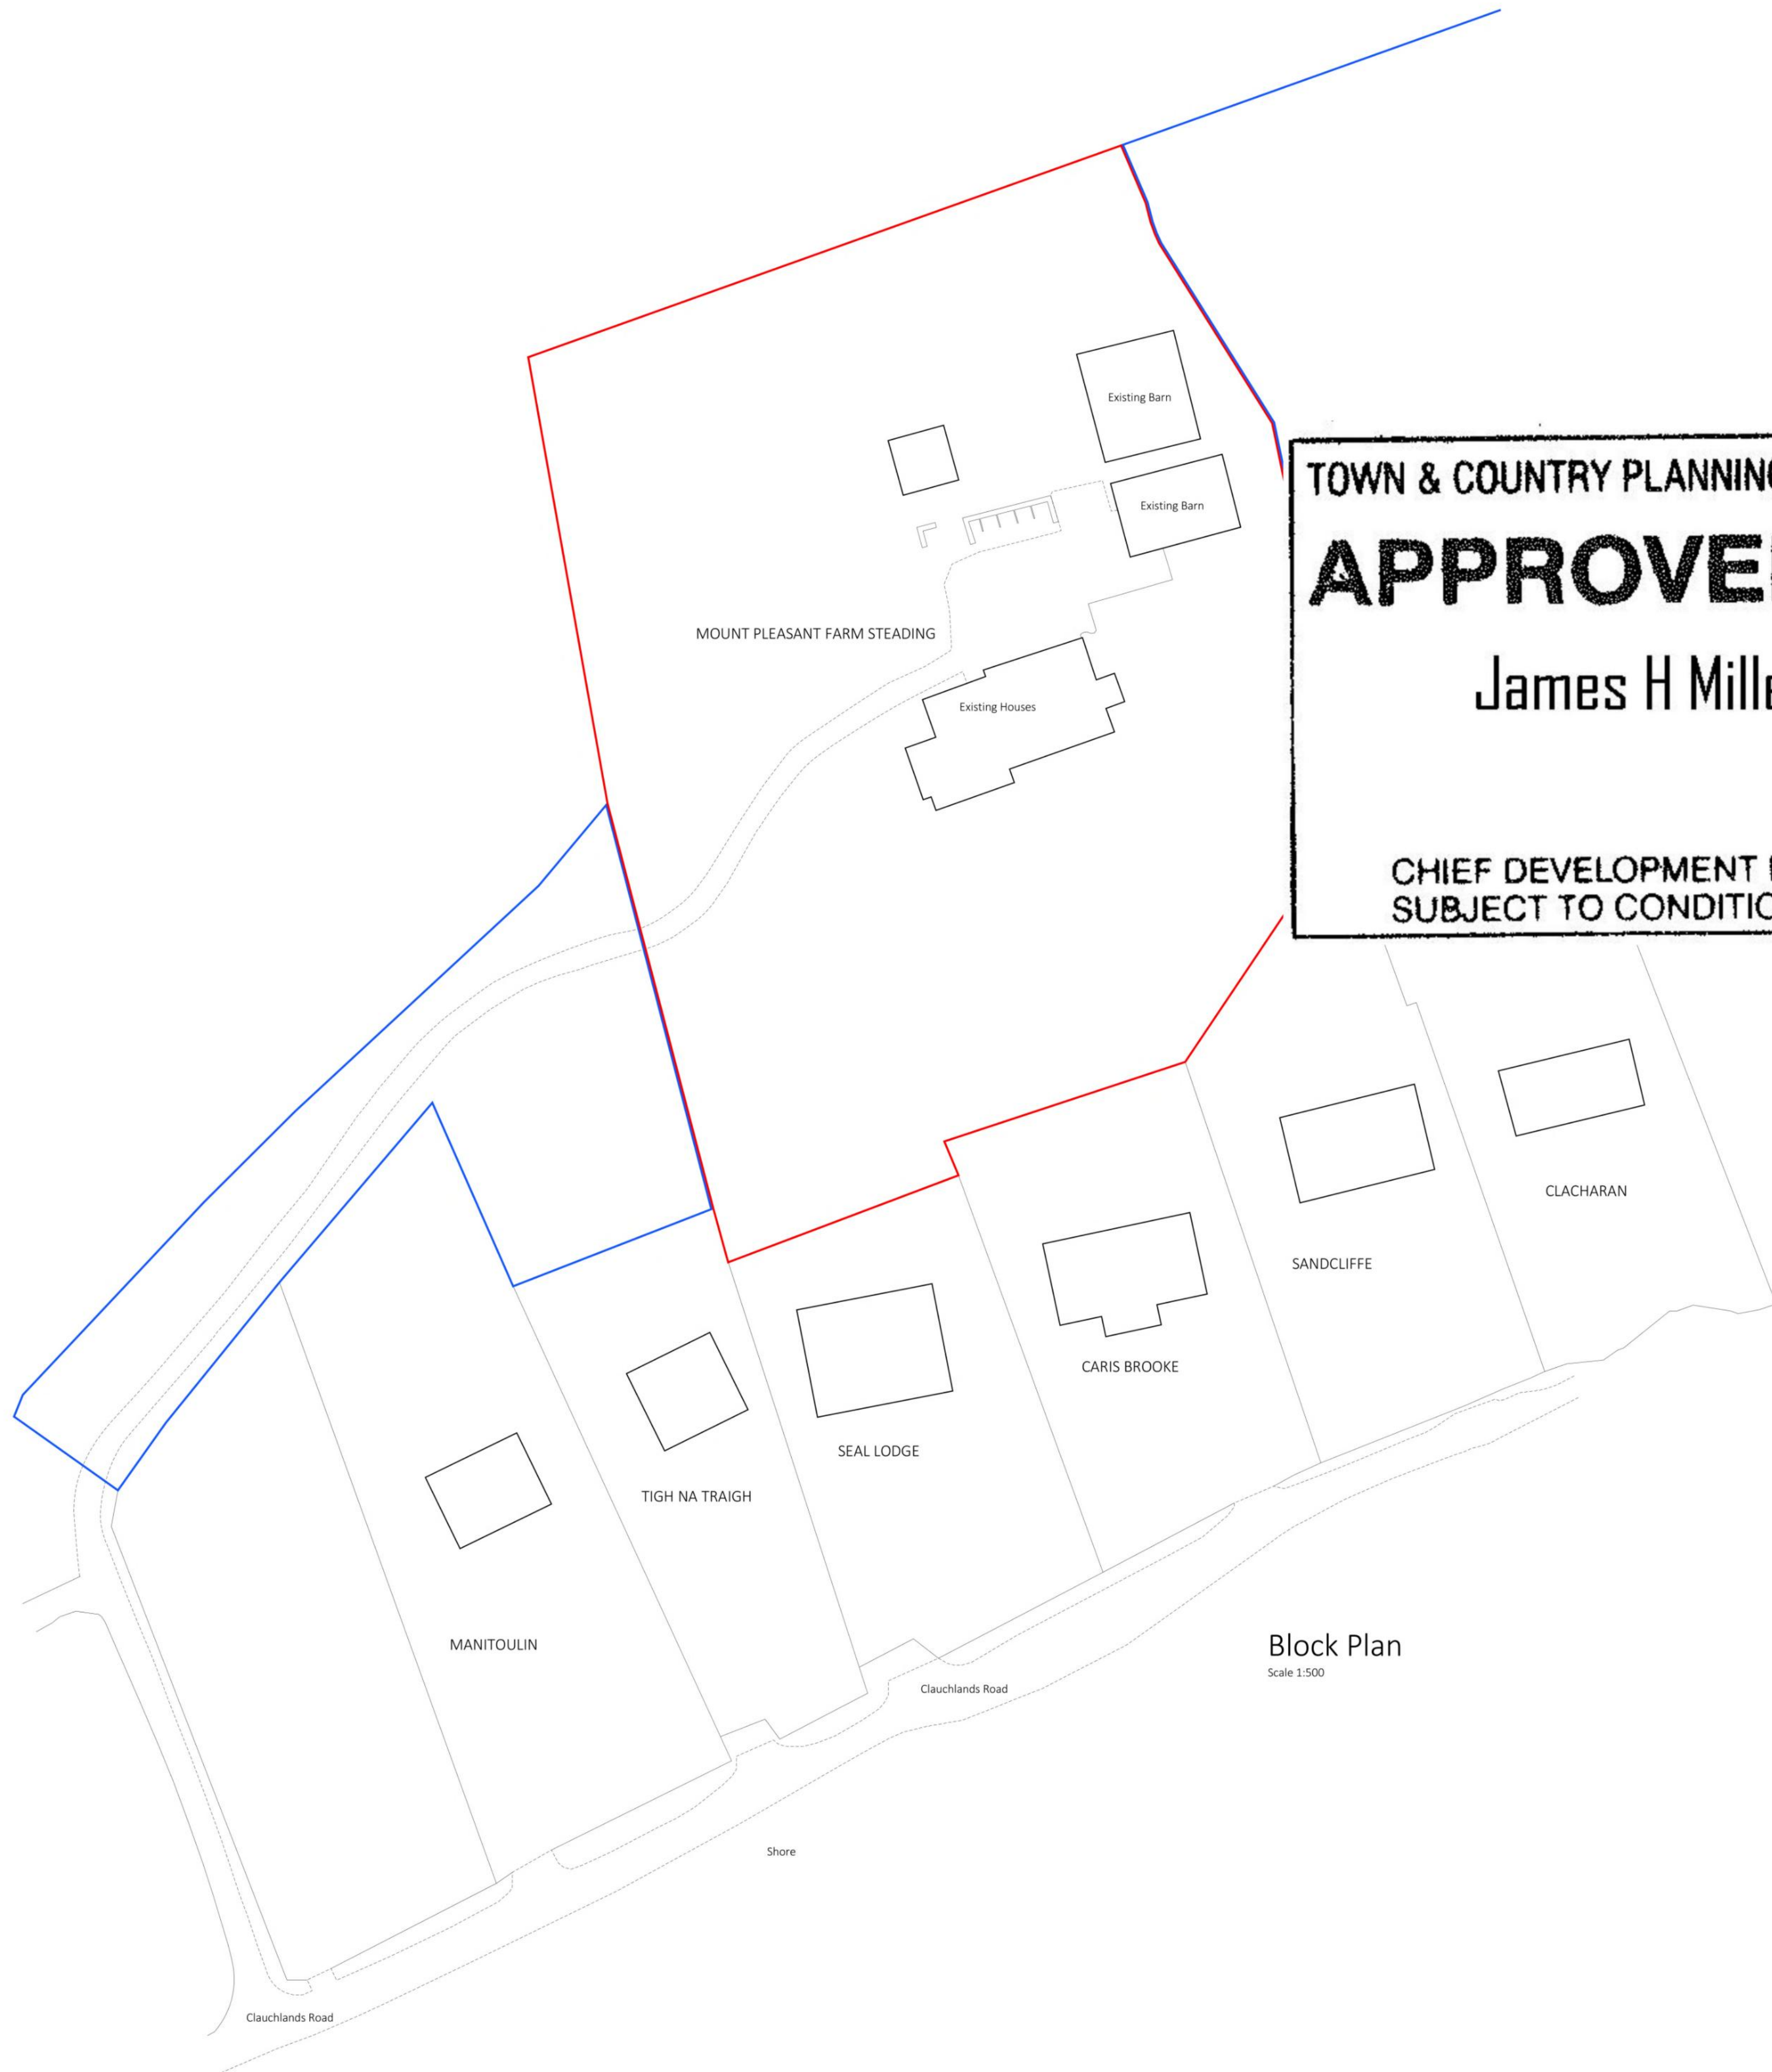 Existing Barn
Existing Barn
TOWN & COUNTRY PLANNING
APPROVE
James H Mille
CHIEF DEVELOPMENT
SUBJECT TO CONDITIO
MOUNT PLEASANT FARM STEADING
Existing Houses
CLACHARAN
SANDCLIFFE
CARIS BROOKE
SEAL LODGE
TIGH NA TRAIGH
MANITOULIN
Block Plan
Scale 1:500
Clauchlands Road
Shore
Clauchlands Road